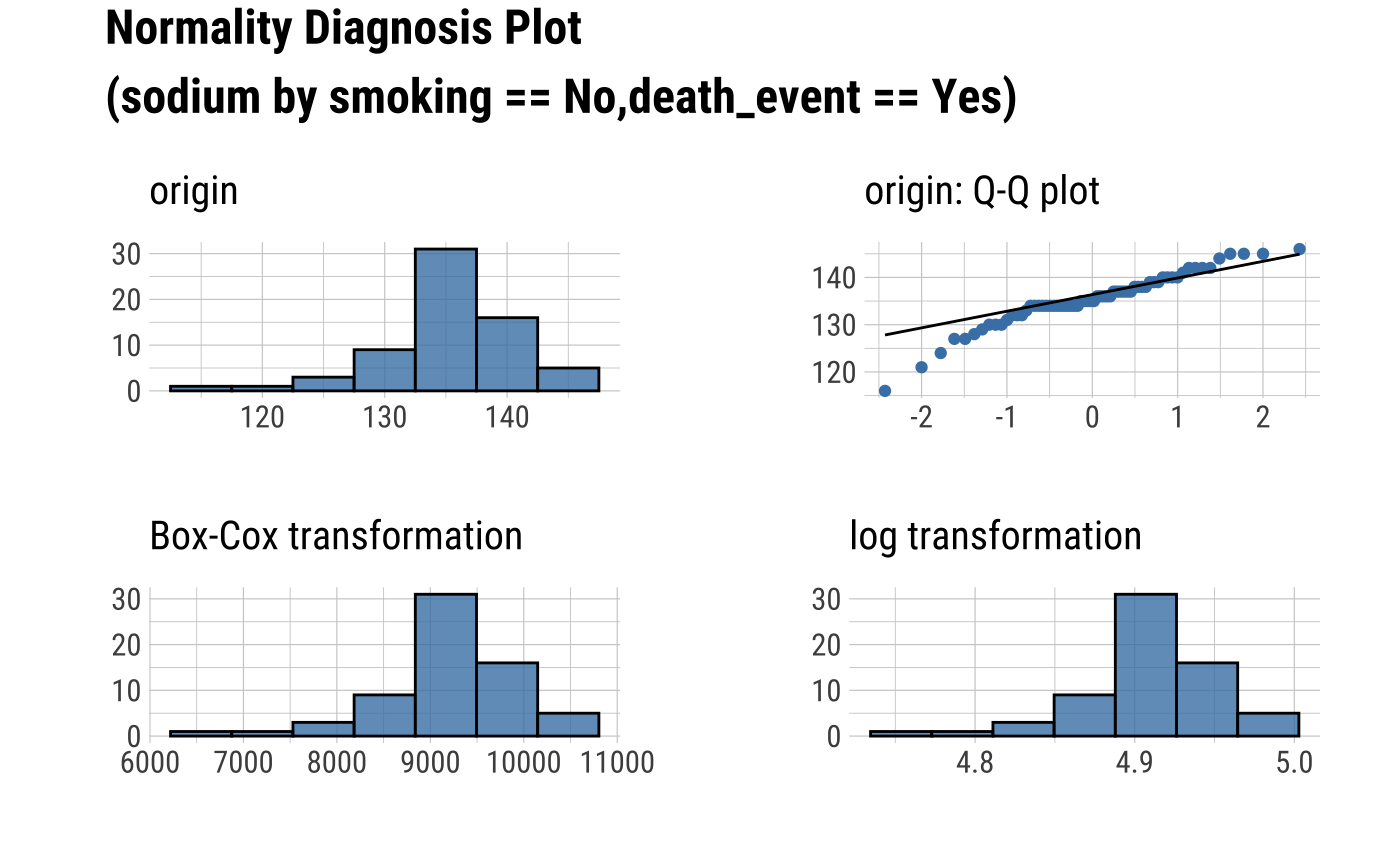 Normality Diagnosis Plot
(sodium by smoking == No,death_event == Yes)
origin
30
20
10
0
120 130 140
origin: Q-Q plot
140
130
120
-2 -1 0 1 2
Box-Cox transformation
30
20
10
0
6000 7000 8000 9000 10000 11000
log transformation
30
20
10
0
4.8 4.9 5.0